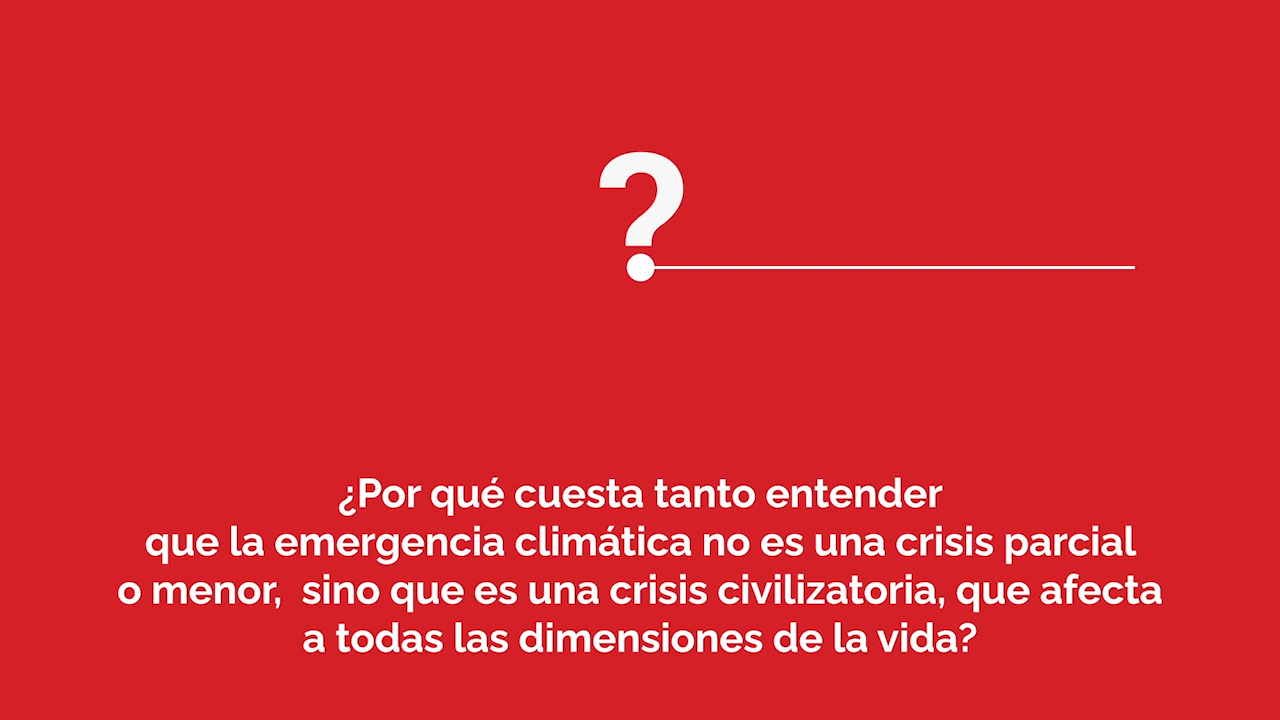 ?
¿Por qué cuesta tanto entender
que la emergencia climática no es una crisis parcial
o menor,  sino que es una crisis civilizatoria, que afecta
a todas las dimensiones de la vida?